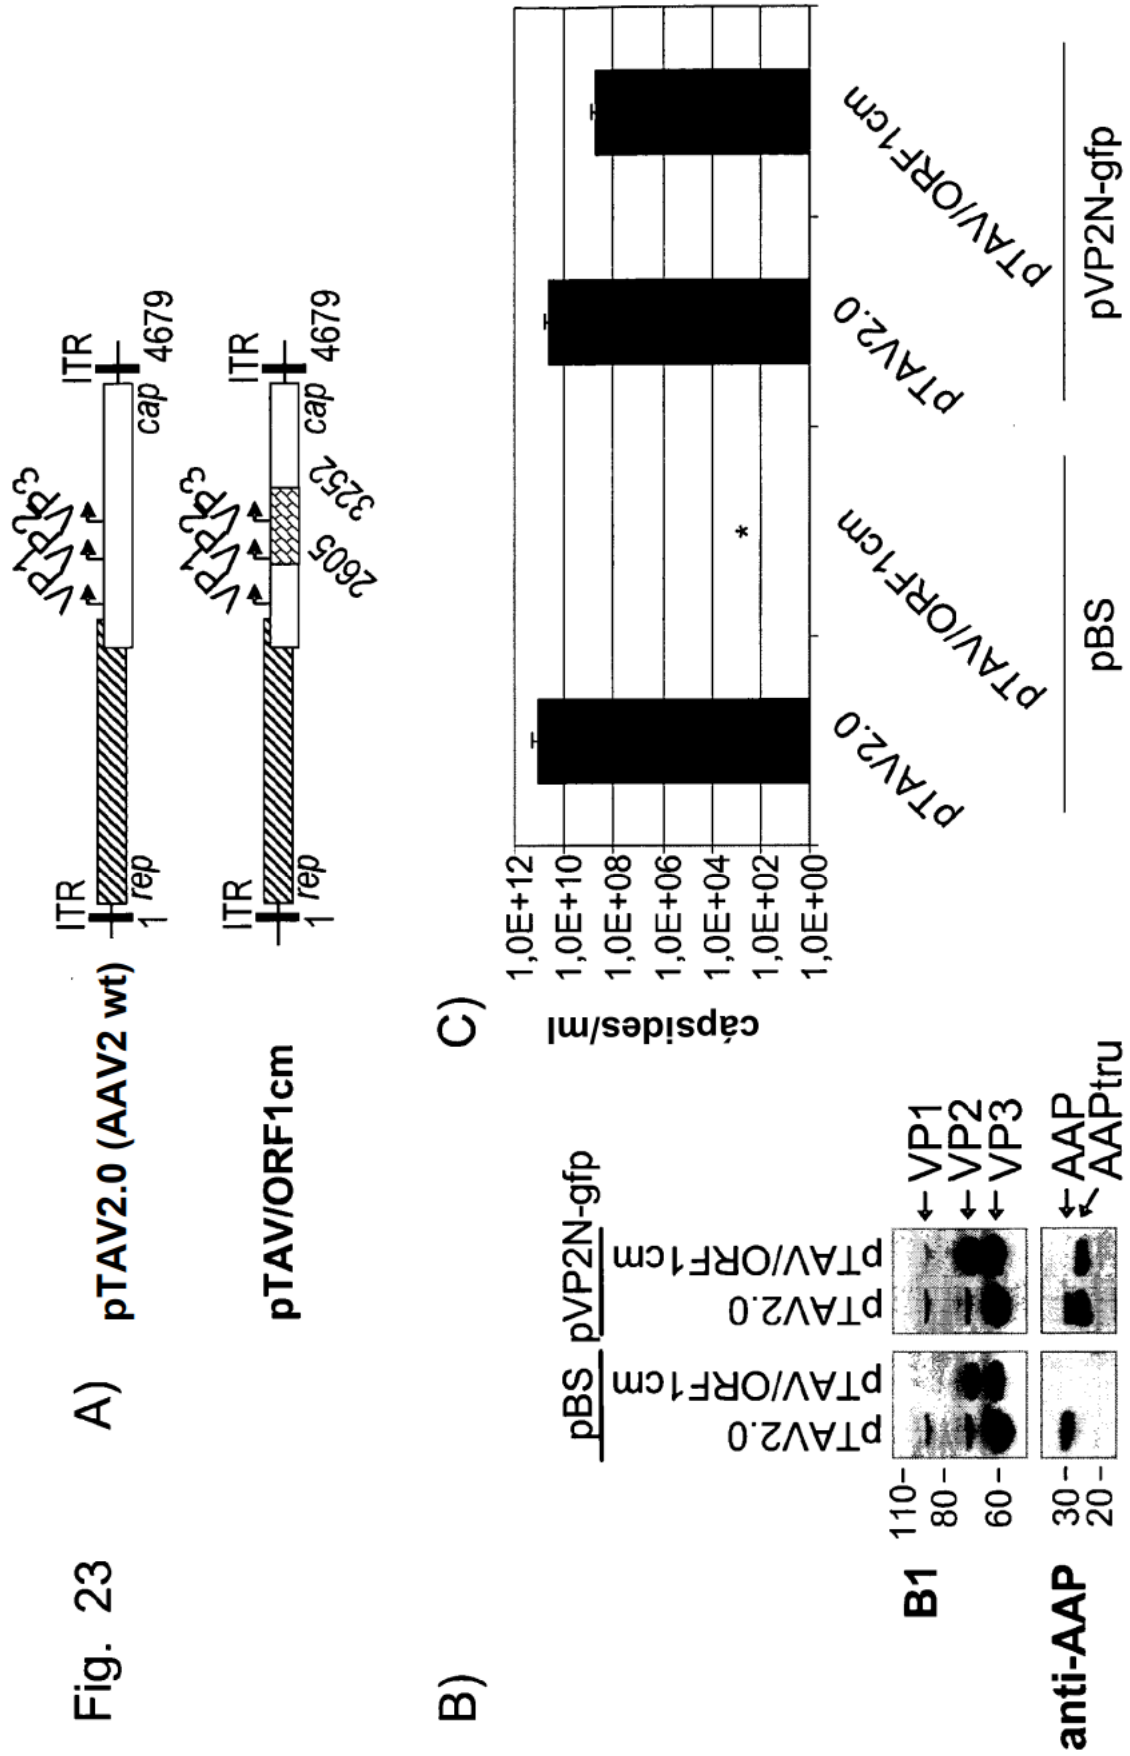 Fig. 23
A)
pTAV2.0 (AAV2 wt)
ITR
VP1
VP2
VP3
ITR
1
rep
cap
4679
pTAV/ORF1cm
ITR
VP1
VP2
VP3
ITR
1
rep
2605
3252
cap
4679
B)
pBS
pVP2N-gfp
pTAV2.0
pTAV/ORF1cm
pTAV2.0
pTAV/ORF1cm
B1
110-
80-
60-
←VP1
←VP2
←VP3
anti-AAP
30-
20-
←AAP
AAPtru
C)
cápsides/ml
1,0E+12
1,0E+10
1,0E+08
1,0E+06
1,0E+04
1,0E+02
1,0E+00
*
pTAV2.0
pTAV/ORF1cm
pTAV2.0
pTAV/ORF1cm
pBS
pVP2N-gfp